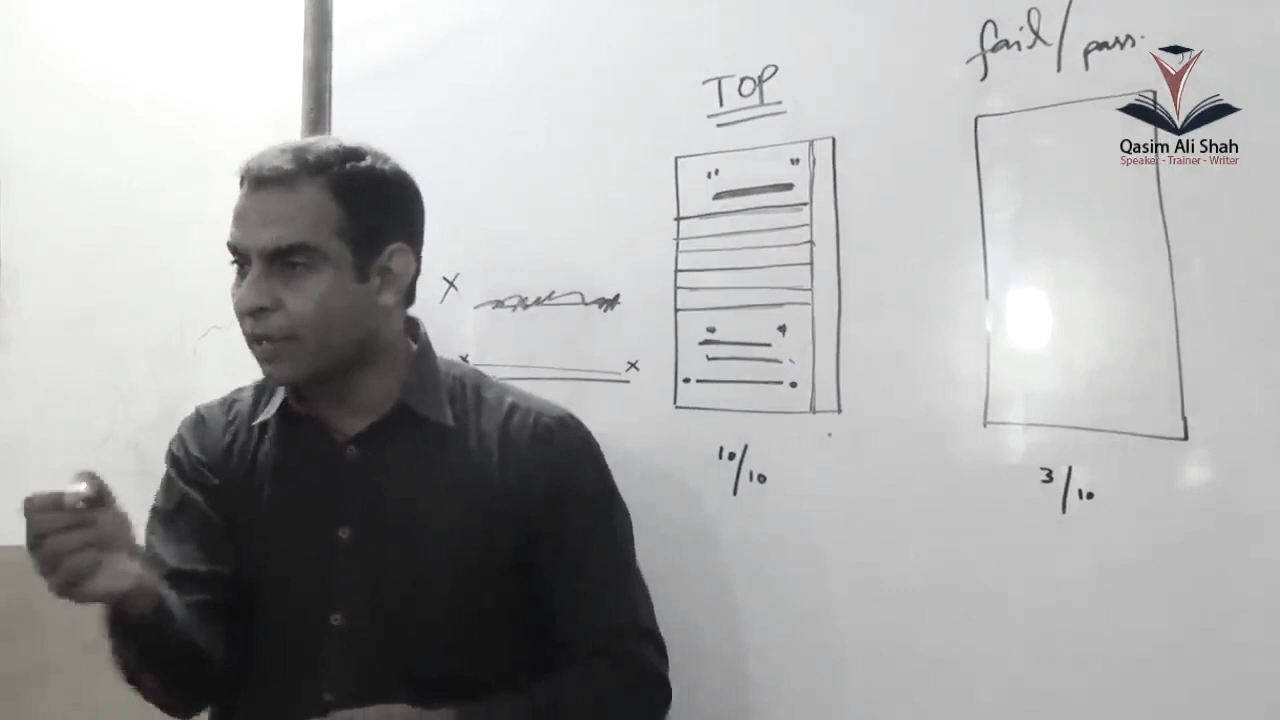 fail/pass.
TOP
Qasim Ali Shah
Speaker - Trainer - Writer
" "
x
x x
10/10
3/10